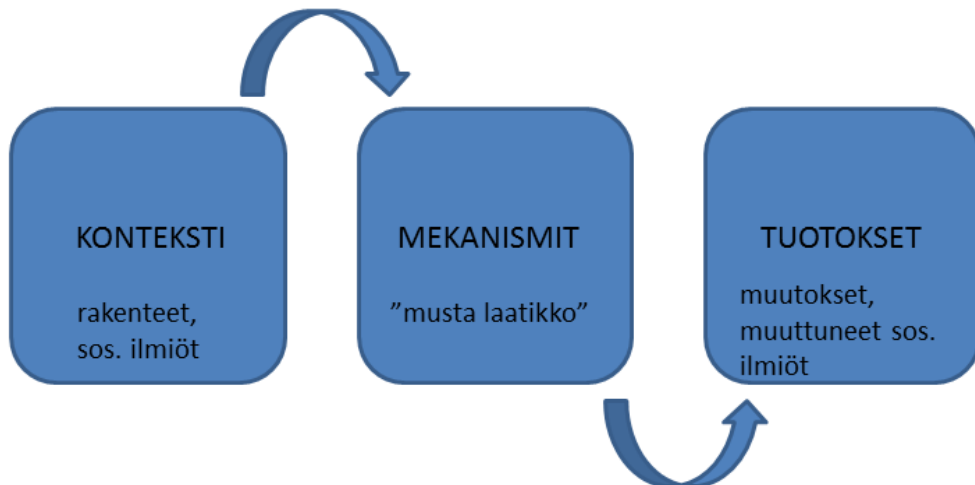 KONTEKSTI
rakenteet,
sos. ilmiöt
MEKANISMIT
”musta laatikko”
TUOTOKSET
muutokset,
muuttuneet sos.
ilmiöt